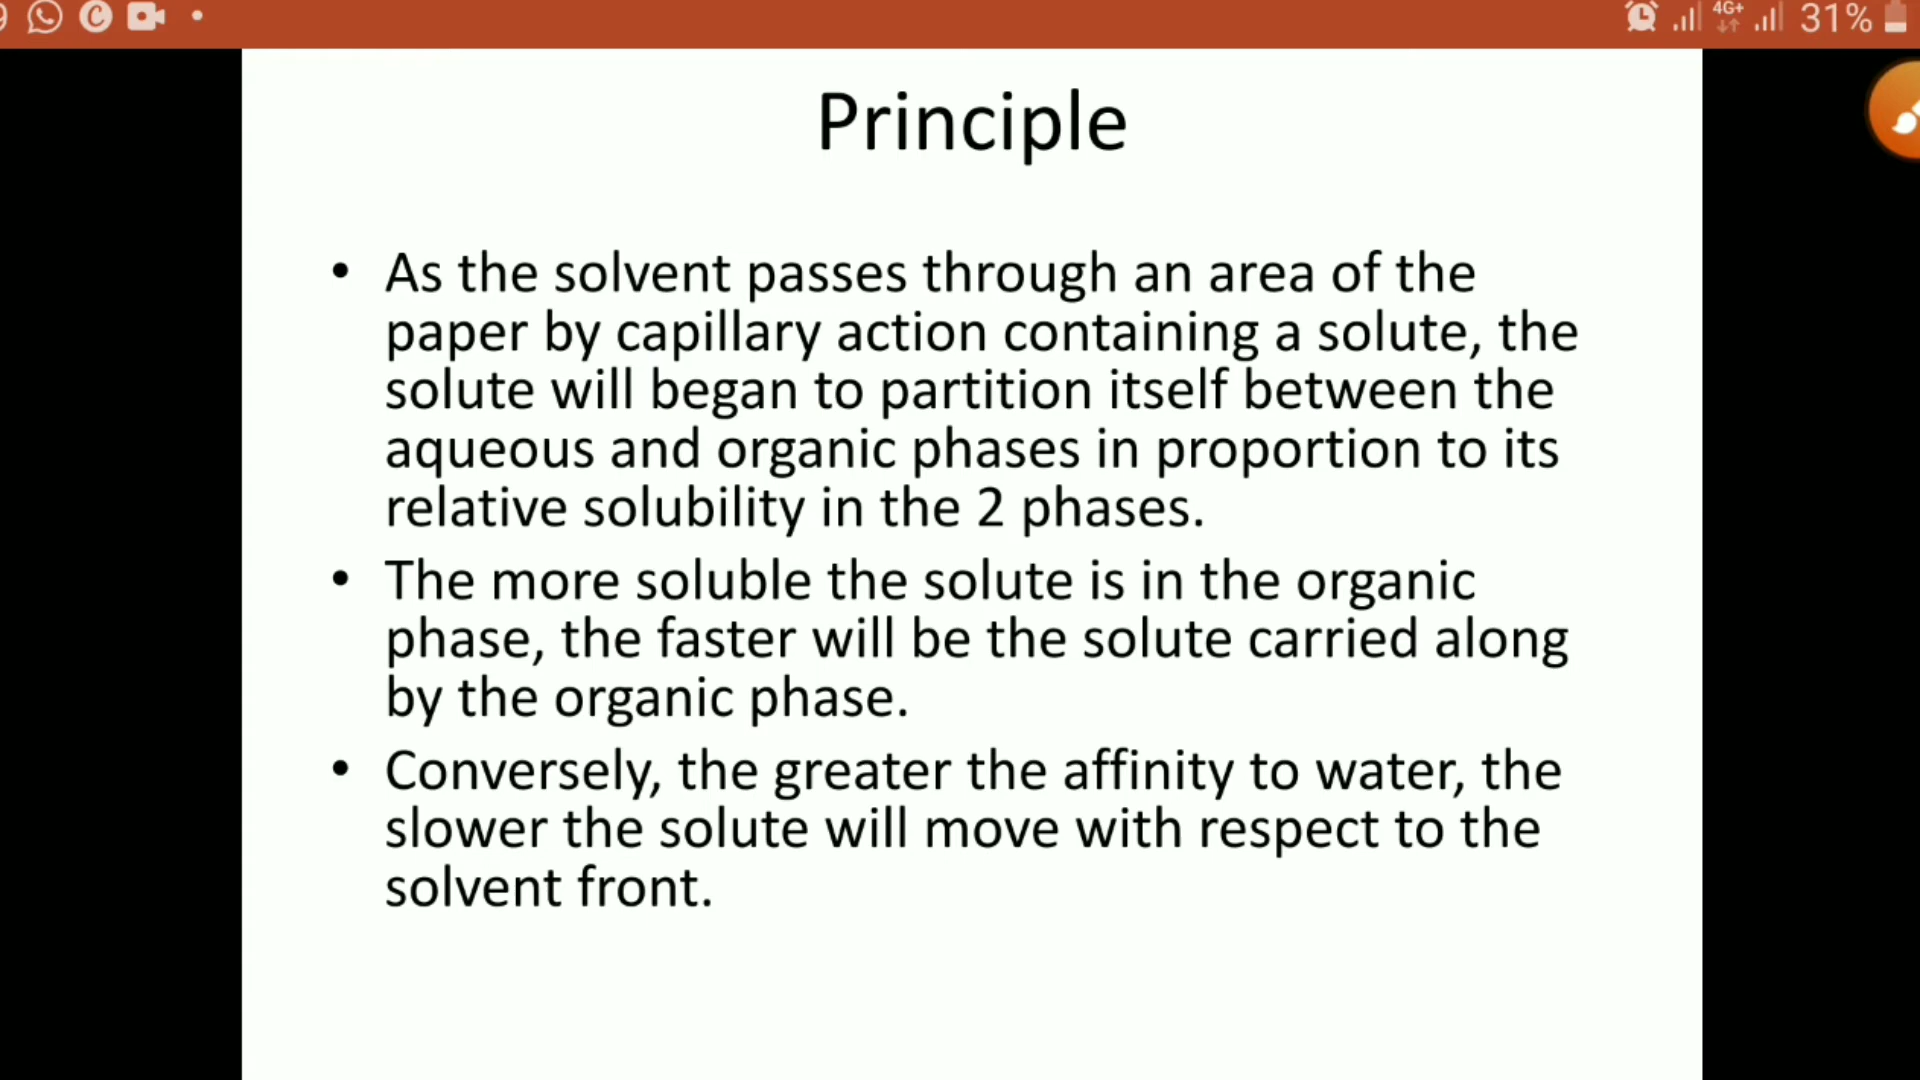 4G+
31%
Principle
• As the solvent passes through an area of the
paper by capillary action containing a solute, the
solute will began to partition itself between the
aqueous and organic phases in proportion to its
relative solubility in the 2 phases.
• The more soluble the solute is in the organic
phase, the faster will be the solute carried along
by the organic phase.
• Conversely, the greater the affinity to water, the
slower the solute will move with respect to the
solvent front.